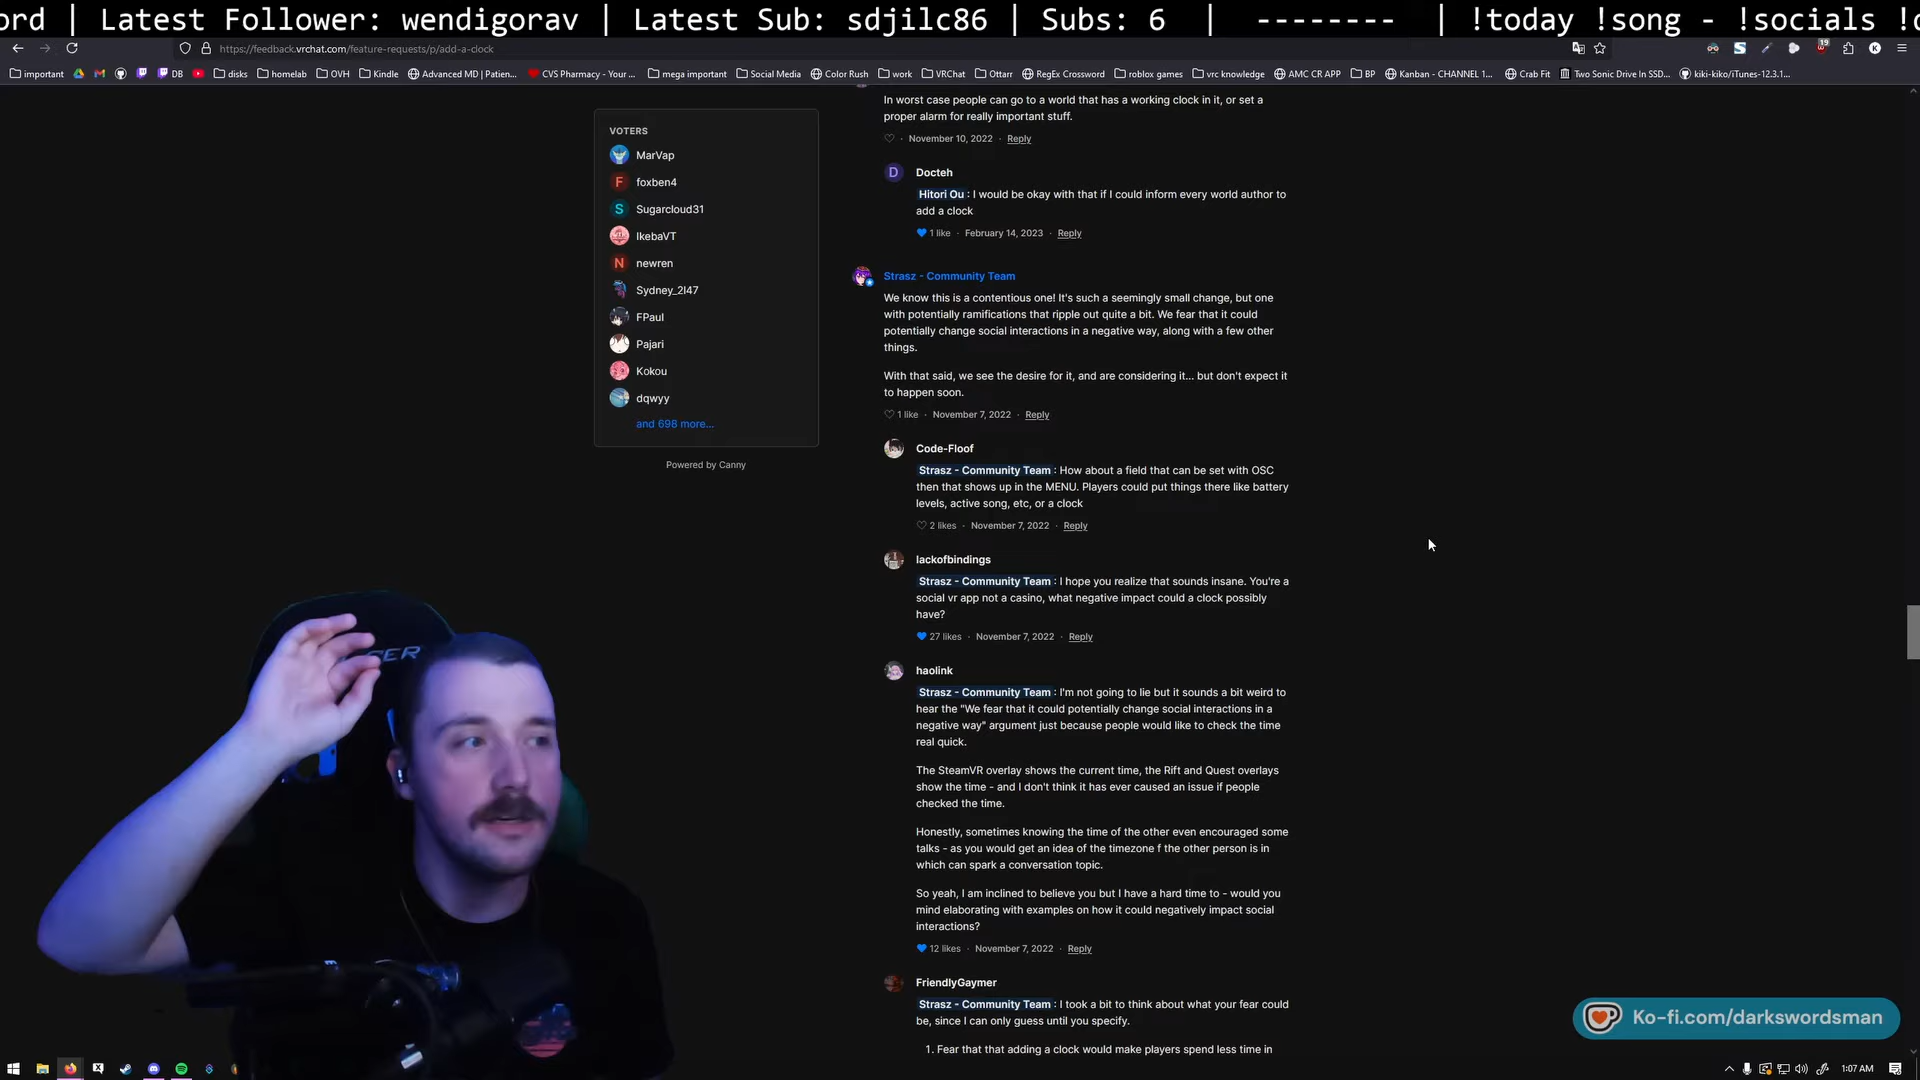 ord | Latest Follower: wendigorav | Latest Sub: sdjilc86 | Subs: 6 | -------- | !today !song - !socials !d
https://feedback.vrchat.com/feature-requests/p/add-a-clock
19
K
important
DB
disks
homelab
OVH
Kindle
Advanced MD | Patien...
CVS Pharmacy - Your ...
mega important
Social Media
Color Rush
work
VRChat
Ottarr
RegEx Crossword
roblox games
vrc knowledge
AMC CR APP
BP
Kanban - CHANNEL 1...
Crab Fit
Two Sonic Drive In SSD...
kiki-kiko/iTunes-12.3.1...
VOTERS
MarVap
F foxben4
S Sugarcloud31
IkebaVT
N newren
Sydney_2l47
FPaul
Pajari
Kokou
dqwyy
and 698 more...
Powered by Canny
In worst case people can go to a world that has a working clock in it, or set a
proper alarm for really important stuff.
· November 10, 2022 · Reply
D Docteh
Hitori Ou : I would be okay with that if I could inform every world author to
add a clock
1 like · February 14, 2023 · Reply
Strasz - Community Team
We know this is a contentious one! It's such a seemingly small change, but one
with potentially ramifications that ripple out quite a bit. We fear that it could
potentially change social interactions in a negative way, along with a few other
things.
With that said, we see the desire for it, and are considering it... but don't expect it
to happen soon.
1 like · November 7, 2022 · Reply
Code-Floof
Strasz - Community Team : How about a field that can be set with OSC
then that shows up in the MENU. Players could put things there like battery
levels, active song, etc, or a clock
2 likes · November 7, 2022 · Reply
lackofbindings
Strasz - Community Team : I hope you realize that sounds insane. You're a
social vr app not a casino, what negative impact could a clock possibly
have?
27 likes · November 7, 2022 · Reply
haolink
Strasz - Community Team : I'm not going to lie but it sounds a bit weird to
hear the "We fear that it could potentially change social interactions in a
negative way" argument just because people would like to check the time
real quick.
The SteamVR overlay shows the current time, the Rift and Quest overlays
show the time - and I don't think it has ever caused an issue if people
checked the time.
Honestly, sometimes knowing the time of the other even encouraged some
talks - as you would get an idea of the timezone f the other person is in
which can spark a conversation topic.
So yeah, I am inclined to believe you but I have a hard time to - would you
mind elaborating with examples on how it could negatively impact social
interactions?
12 likes · November 7, 2022 · Reply
FriendlyGaymer
Strasz - Community Team : I took a bit to think about what your fear could
be, since I can only guess until you specify.
1. Fear that that adding a clock would make players spend less time in
Ko-fi.com/darkswordsman
1:07 AM